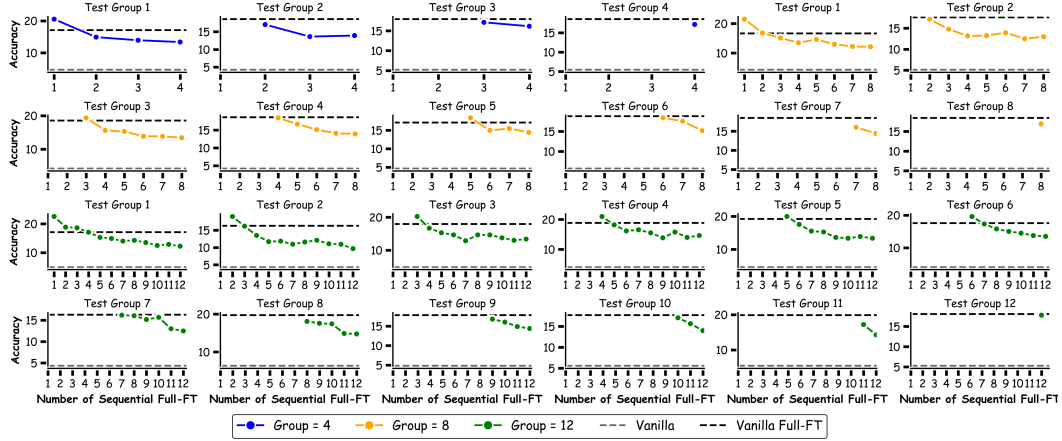 Test Group 1 Test Group 2 Test Group 3 Test Group 4 Test Group 1 Test Group 2
Accuracy
20 10 15 10 5 15 10 5 15 10 5 20 10 15 10 5
1 2 3 4 1 2 3 4 1 2 3 4 1 2 3 4 1 2 3 4 5 6 7 8 1 2 3 4 5 6 7 8
Test Group 3 Test Group 4 Test Group 5 Test Group 6 Test Group 7 Test Group 8
Accuracy
20 10 15 10 5 15 10 5 15 10 10 15 10 5
1 2 3 4 5 6 7 8 1 2 3 4 5 6 7 8 1 2 3 4 5 6 7 8 1 2 3 4 5 6 7 8 1 2 3 4 5 6 7 8 1 2 3 4 5 6 7 8
Test Group 1 Test Group 2 Test Group 3 Test Group 4 Test Group 5 Test Group 6
Accuracy
20 10 15 10 5 20 10 20 10 20 10 20 10
1 2 3 4 5 6 7 8 9 10 11 12 1 2 3 4 5 6 7 8 9 10 11 12 1 2 3 4 5 6 7 8 9 10 11 12 1 2 3 4 5 6 7 8 9 10 11 12 1 2 3 4 5 6 7 8 9 10 11 12 1 2 3 4 5 6 7 8 9 10 11 12
Test Group 7 Test Group 8 Test Group 9 Test Group 10 Test Group 11 Test Group 12
Accuracy
15 10 5 20 10 15 10 5 15 10 5 20 10 15 10 5
1 2 3 4 5 6 7 8 9 10 11 12 1 2 3 4 5 6 7 8 9 10 11 12 1 2 3 4 5 6 7 8 9 10 11 12 1 2 3 4 5 6 7 8 9 10 11 12 1 2 3 4 5 6 7 8 9 10 11 12 1 2 3 4 5 6 7 8 9 10 11 12
Number of Sequential Full-FT Number of Sequential Full-FT Number of Sequential Full-FT Number of Sequential Full-FT Number of Sequential Full-FT Number of Sequential Full-FT
Group = 4 Group = 8 Group = 12 Vanilla Vanilla Full-FT